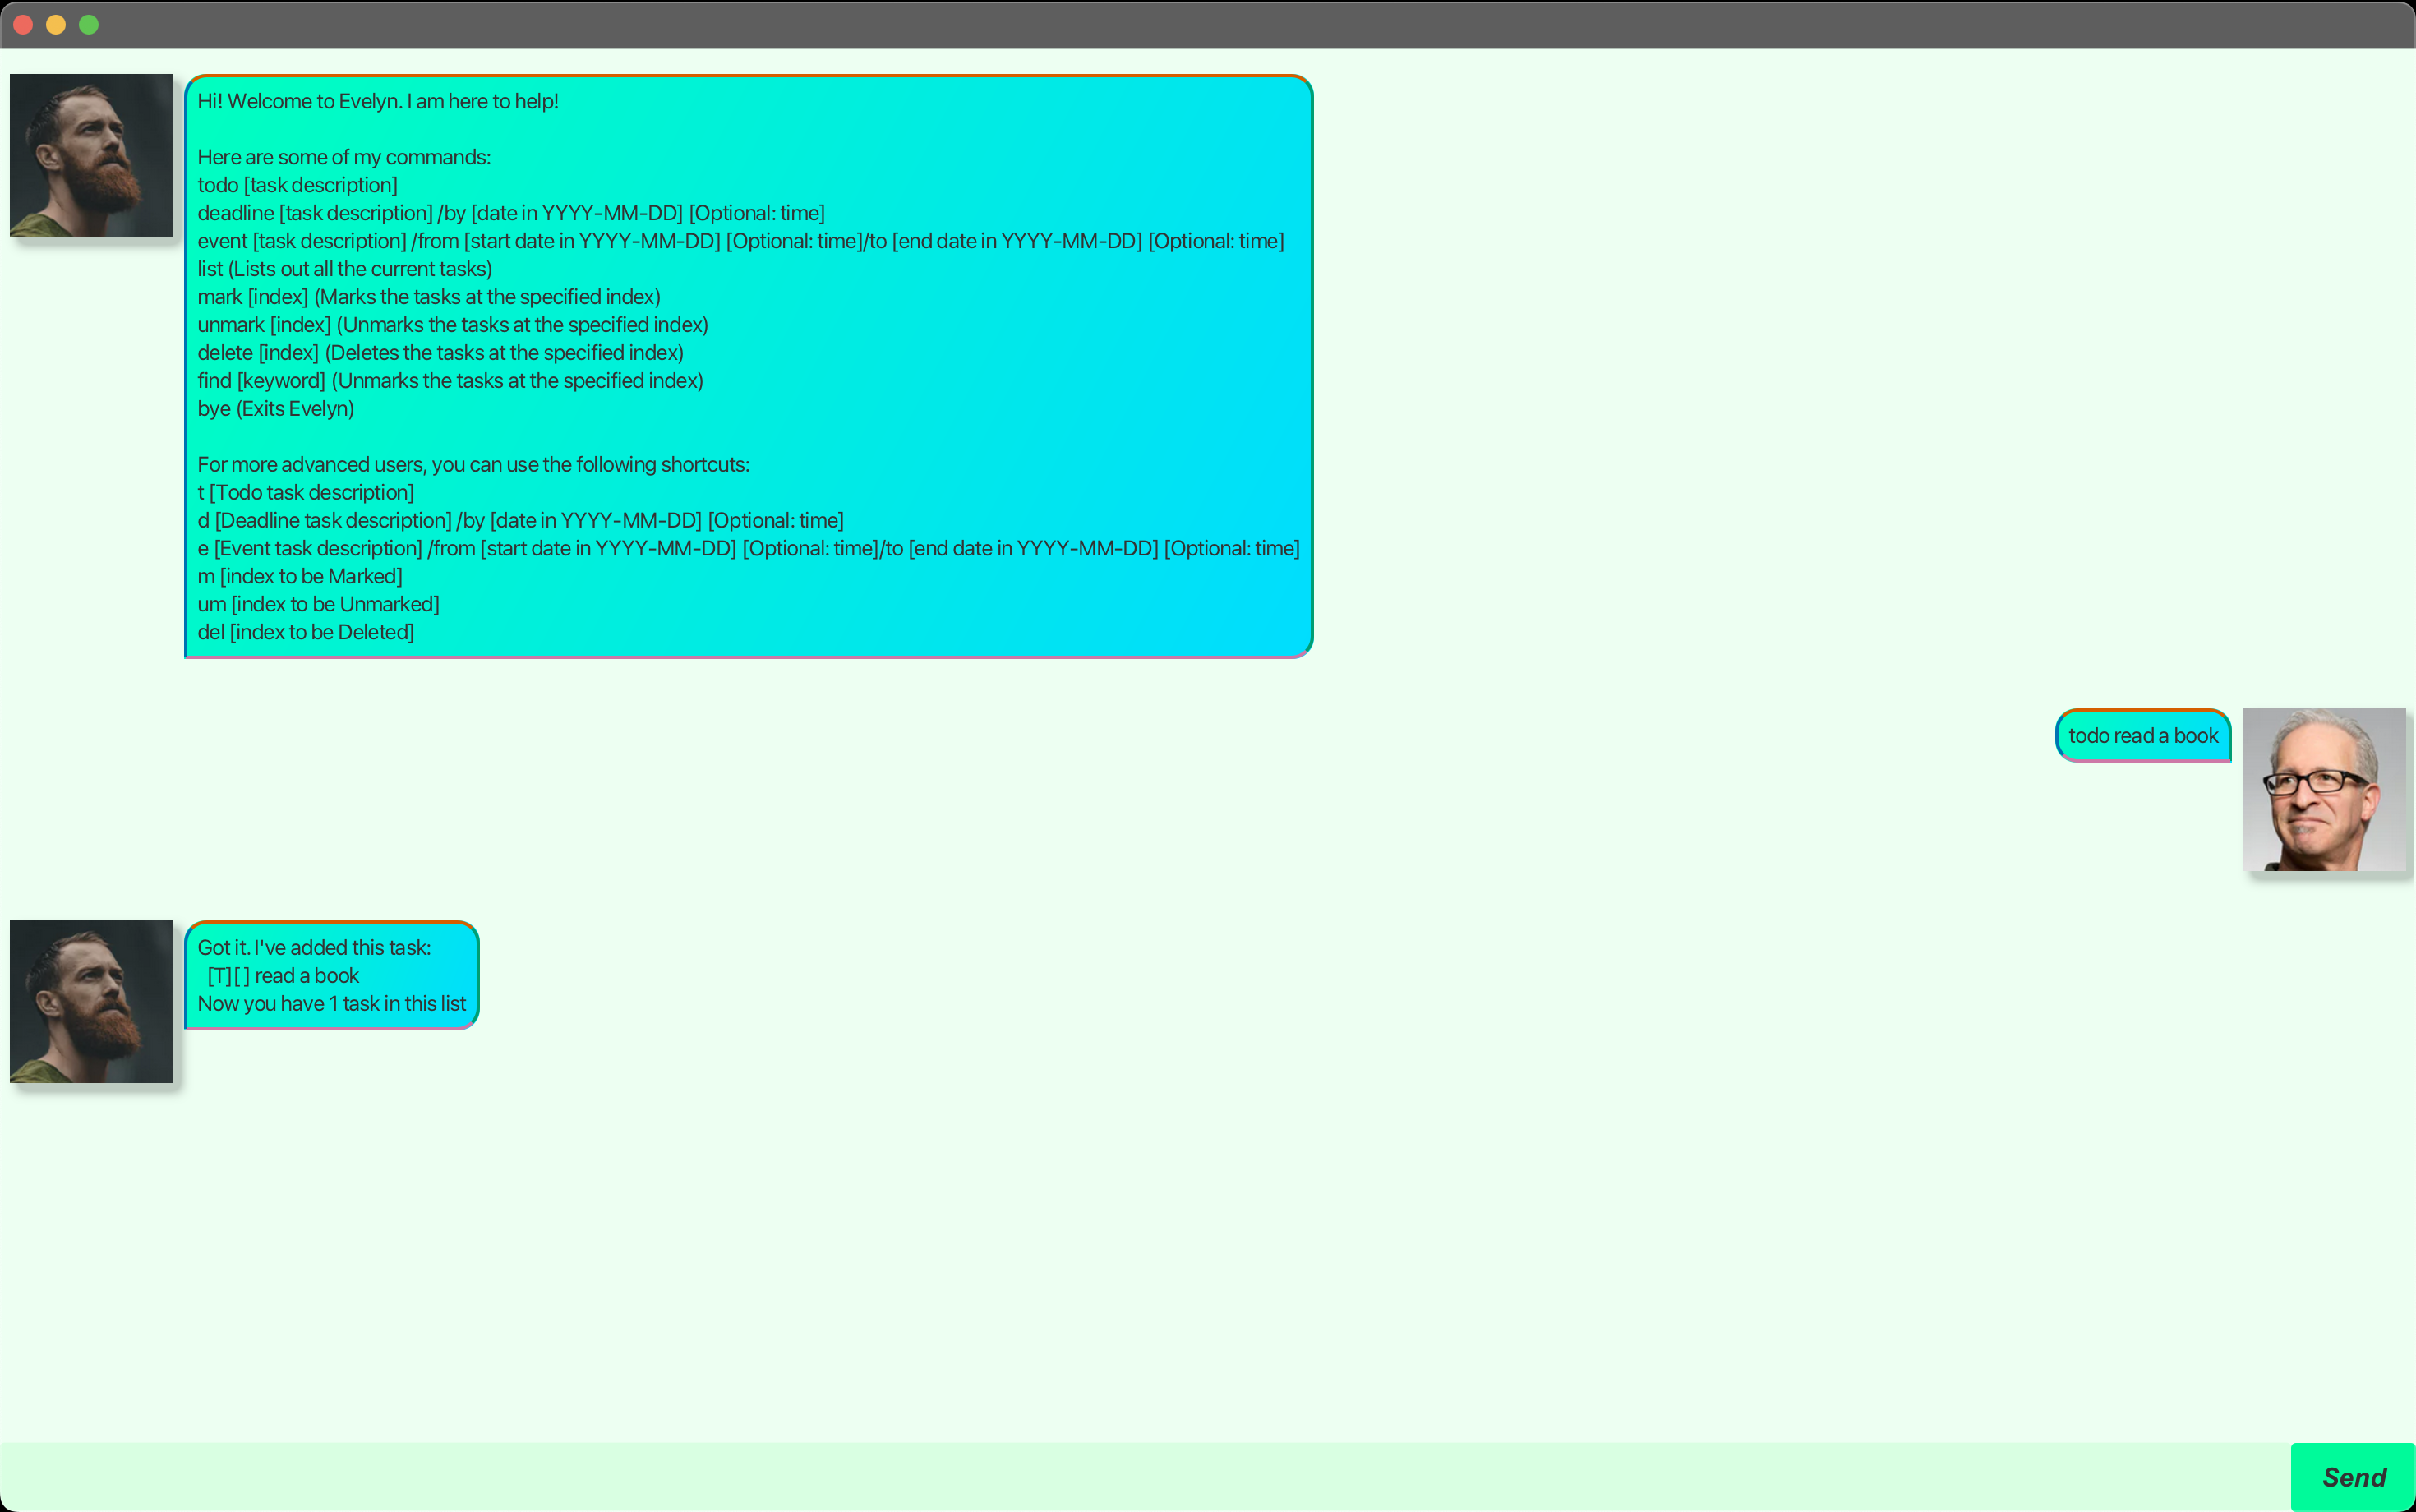 Hi! Welcome to Evelyn. I am here to help!
Here are some of my commands:
todo [task description]
deadline [task description] /by [date in YYYY-MM-DD] [Optional: time]
event [task description] /from [start date in YYYY-MM-DD] [Optional: time]/to [end date in YYYY-MM-DD] [Optional: time]
list (Lists out all the current tasks)
mark [index] (Marks the tasks at the specified index)
unmark [index] (Unmarks the tasks at the specified index)
delete [index] (Deletes the tasks at the specified index)
find [keyword] (Unmarks the tasks at the specified index)
bye (Exits Evelyn)
For more advanced users, you can use the following shortcuts:
t [Todo task description]
d [Deadline task description] /by [date in YYYY-MM-DD] [Optional: time]
e [Event task description] /from [start date in YYYY-MM-DD] [Optional: time]/to [end date in YYYY-MM-DD] [Optional: time]
m [index to be Marked]
um [index to be Unmarked]
del [index to be Deleted]
todo read a book
Got it. I've added this task:
[T][ ] read a book
Now you have 1 task in this list
Send